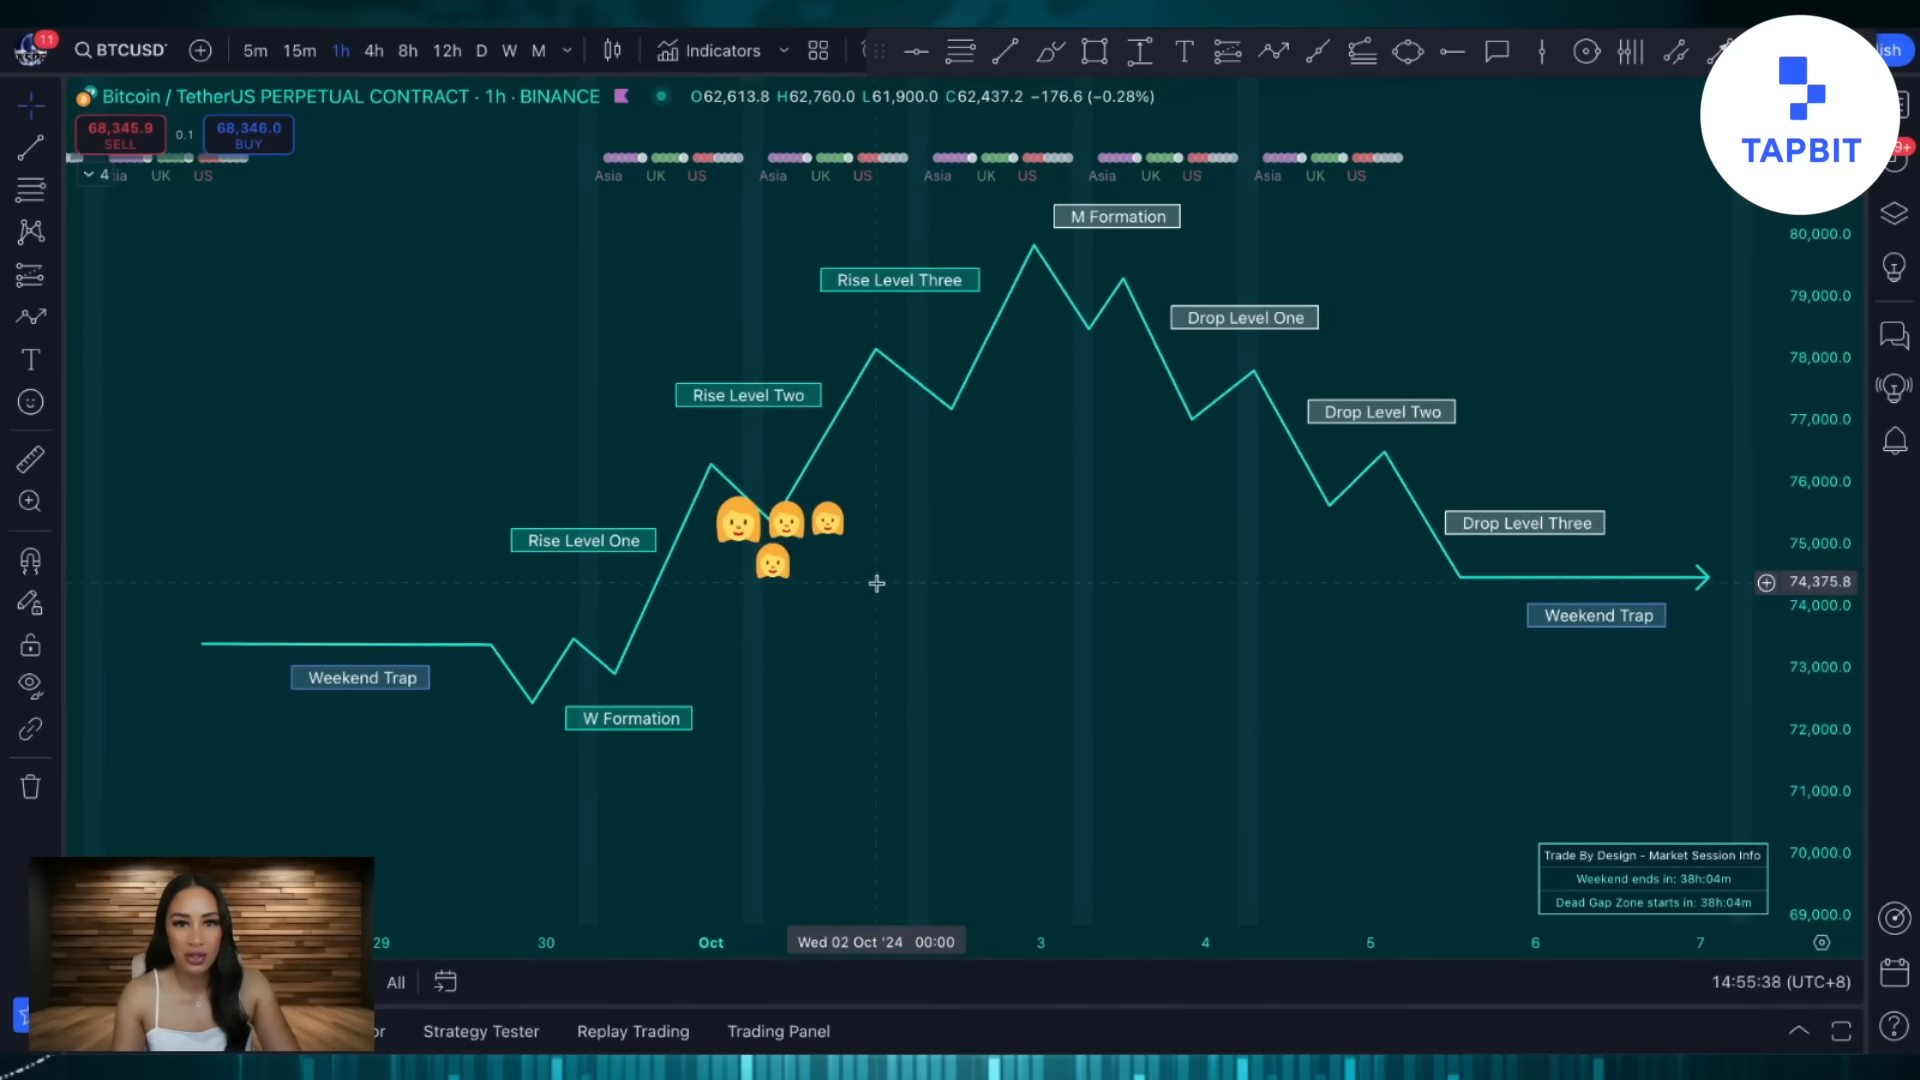 11
BTCUSD
5m 15m 1h 4h 8h 12h D W M
Indicators
ish
Bitcoin / TetherUS PERPETUAL CONTRACT · 1h · BINANCE
O62,613.8 H62,760.0 L61,900.0 C62,437.2 −176.6 (−0.28%)
68,345.9
SELL
0.1
68,346.0
BUY
TAPBIT
9+
4
ia UK US
Asia UK US
Asia UK US
Asia UK US
Asia UK US
Asia UK US
M Formation
Rise Level Three
Drop Level One
Rise Level Two
Drop Level Two
Drop Level Three
Rise Level One
Weekend Trap
Weekend Trap
W Formation
80,000.0
79,000.0
78,000.0
77,000.0
76,000.0
75,000.0
74,375.8
74,000.0
73,000.0
72,000.0
71,000.0
70,000.0
69,000.0
Trade By Design - Market Session Info
Weekend ends in: 38h:04m
Dead Gap Zone starts in: 38h:04m
29 30 Oct Wed 02 Oct '24 00:00 3 4 5 6 7
All
14:55:38 (UTC+8)
or Strategy Tester Replay Trading Trading Panel